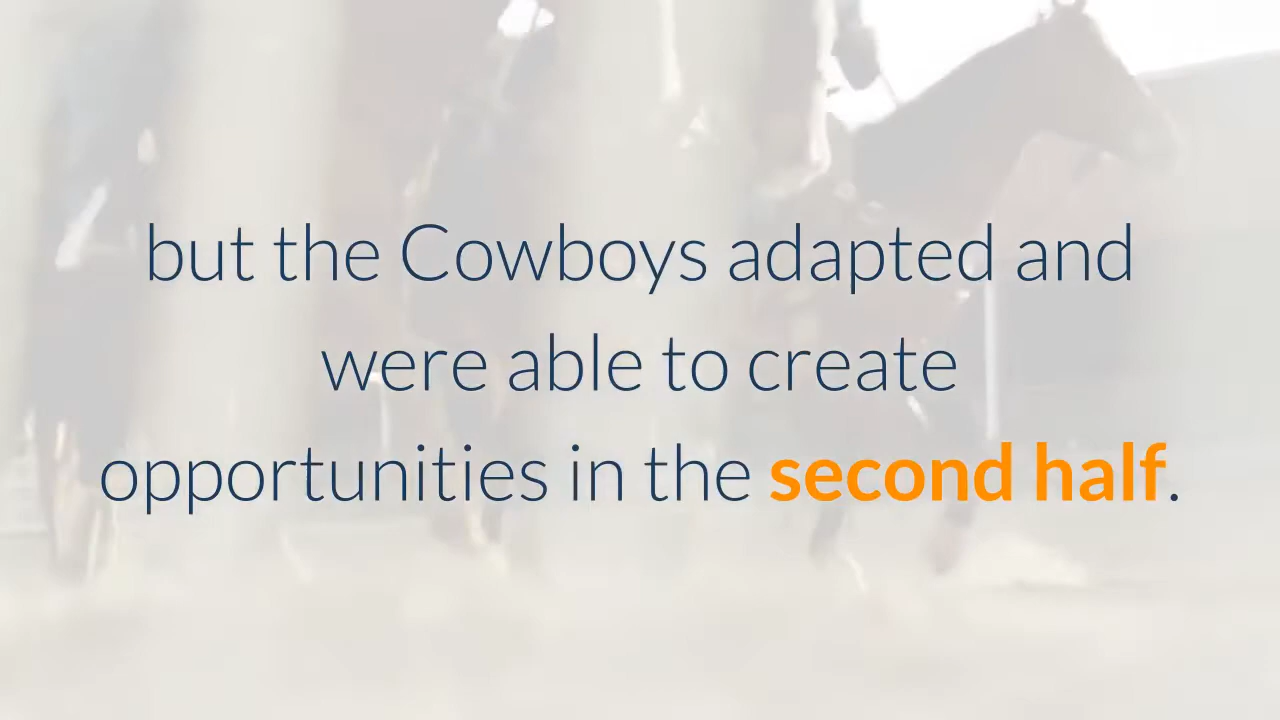 but the Cowboys adapted and
were able to create
opportunities in the second half.